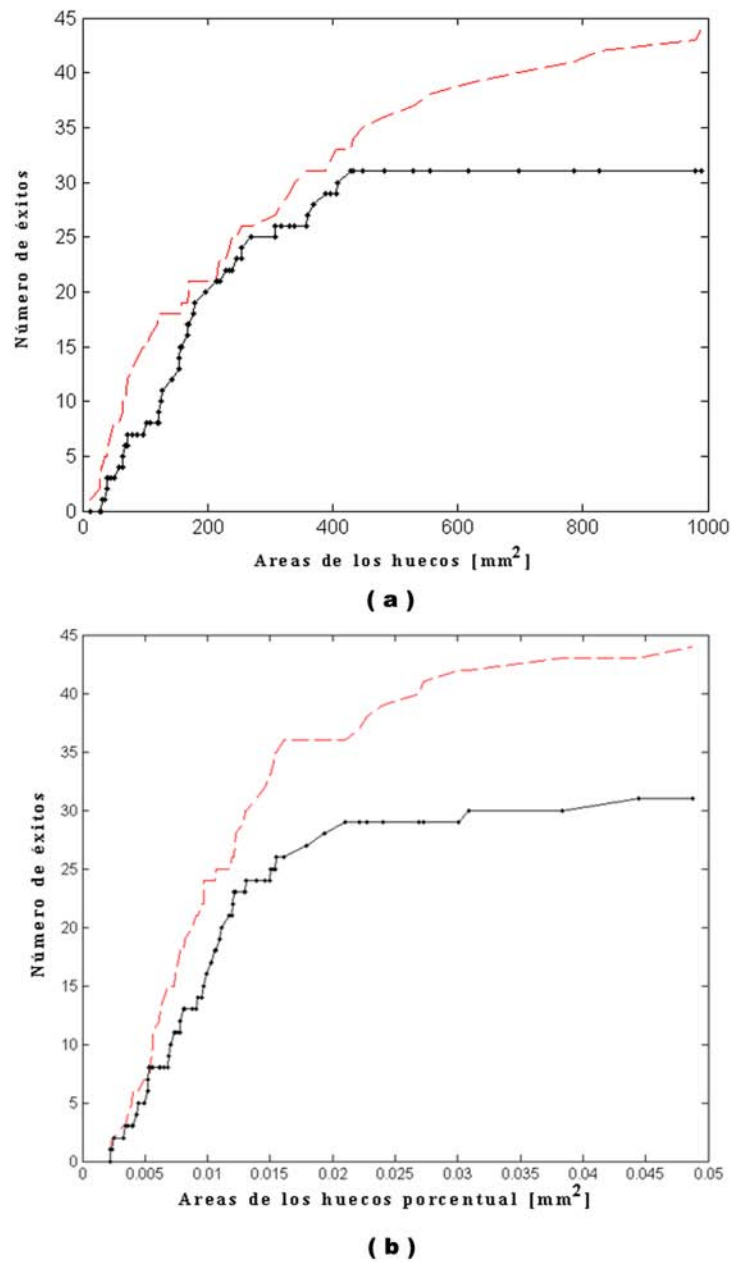 45
40
35
30
25
20
15
10
5
0
Número de éxitos
0 200 400 600 800 1000
Areas de los huecos [mm²]
( a )
45
40
35
30
25
20
15
10
5
0
Número de éxitos
0 0.005 0.01 0.015 0.02 0.025 0.03 0.035 0.04 0.045 0.05
Areas de los huecos porcentual [mm²]
( b )